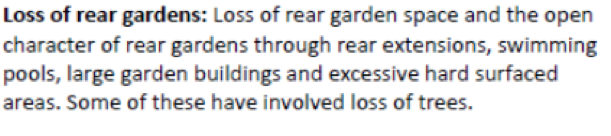 Loss of rear gardens: Loss of rear garden space and the open
character of rear gardens through rear extensions, swimming
pools, large garden buildings and excessive hard surfaced
areas. Some of these have involved loss of trees.